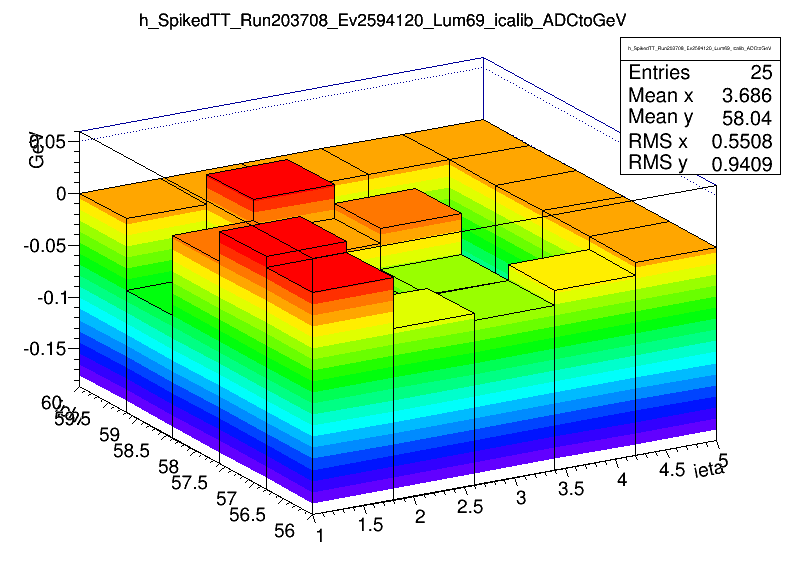 h_SpikedTT_Run203708_Ev2594120_Lum69_icalib_ADCtoGeV
h_SpikedTT_Run203708_Ev2594120_Lum69_icalib_ADCtoGeV
Entries 25
Mean x 3.686
Mean y 58.04
RMS x 0.5508
RMS y 0.9409
GeV
0.05
0
-0.05
-0.1
-0.15
60
59.5
59
58.5
58
57.5
57
56.5
56
1
1.5
2
2.5
3
3.5
4
4.5
5
ieta